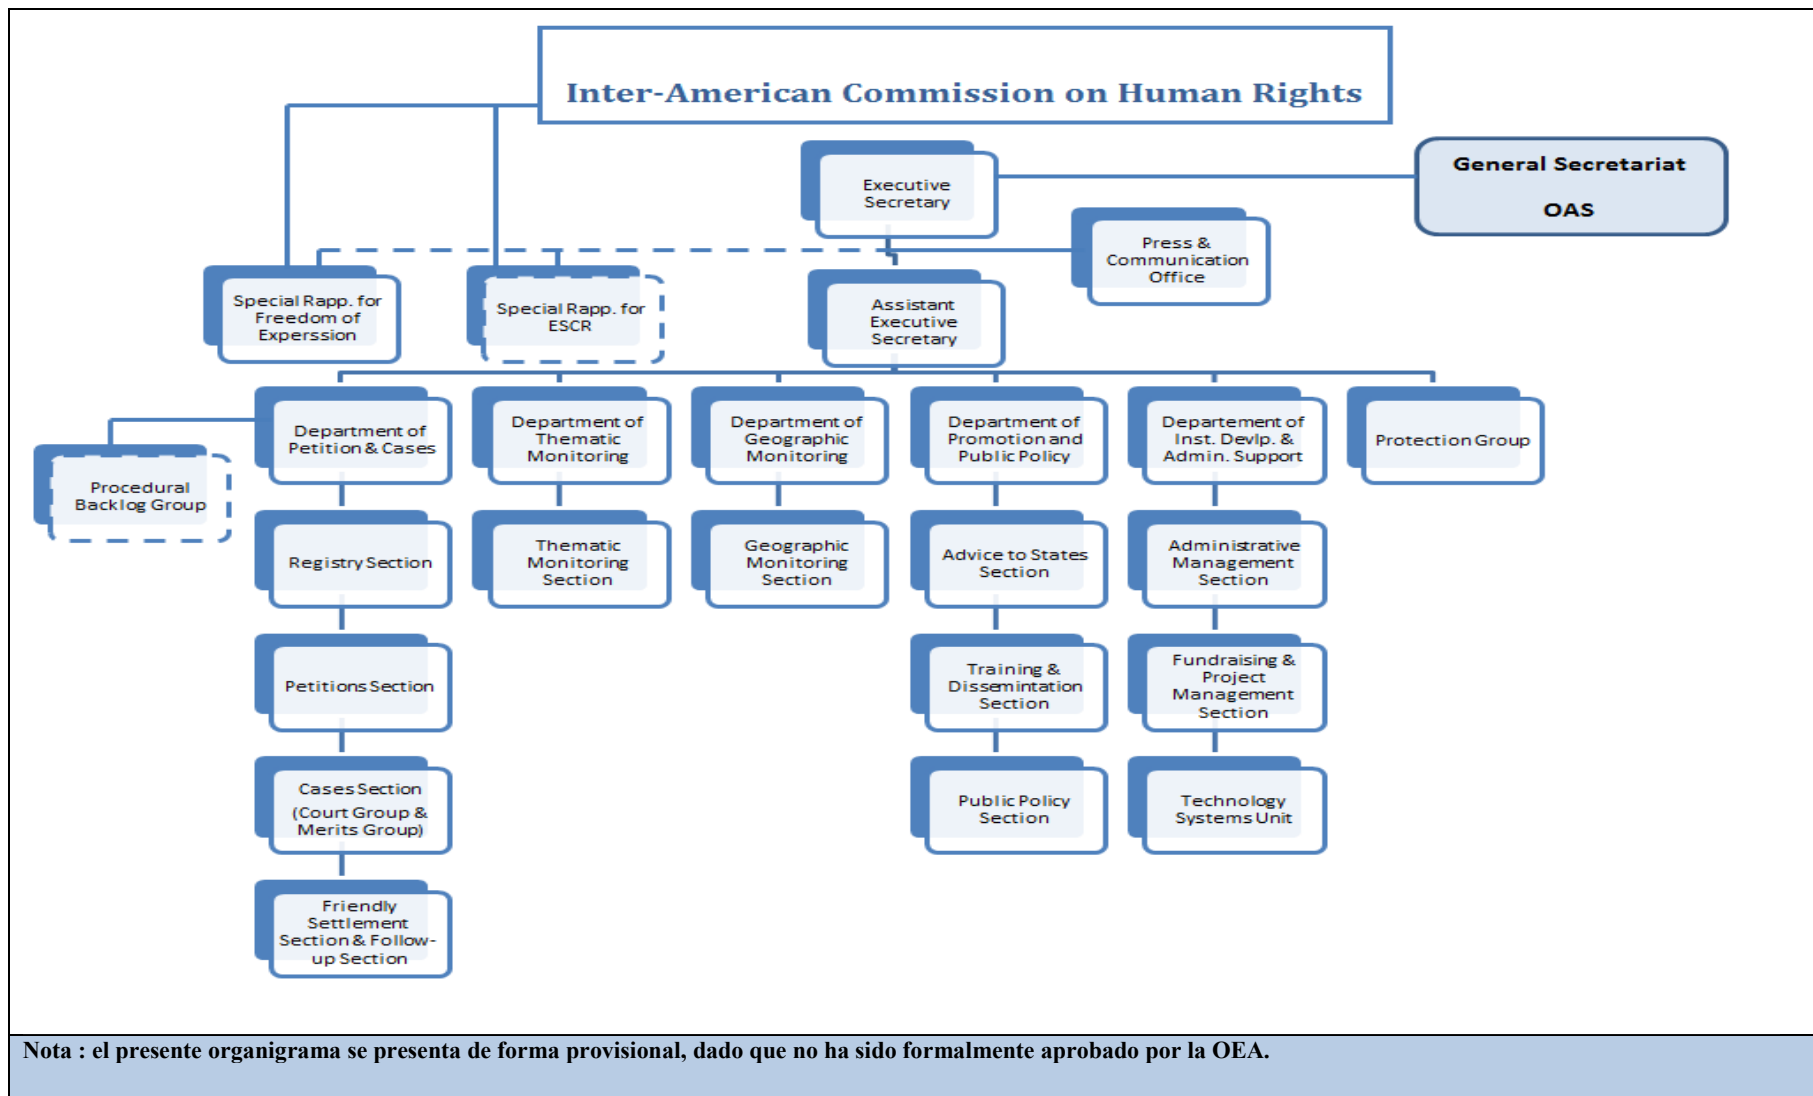 Inter-American Commission on Human Rights
General Secretariat
OAS
Executive
Secretary
Press &
Communication
Office
Special Rapp. for
Freedom of
Experssion
Special Rapp. for
ESCR
Assistant
Executive
Secretary
Department of
Petition & Cases
Department of
Thematic
Monitoring
Department of
Geographic
Monitoring
Department of
Promotion and
Public Policy
Departement of
Inst. Devlp. &
Admin. Support
Protection Group
Procedural
Backlog Group
Registry Section
Thematic
Monitoring
Section
Geographic
Monitoring
Section
Advice to States
Section
Administrative
Management
Section
Petitions Section
Training &
Dissemintation
Section
Fundraising &
Project
Management
Section
Cases Section
(Court Group &
Merits Group)
Public Policy
Section
Technology
Systems Unit
Friendly
Settlement
Section & Follow-
up Section
Nota : el presente organigrama se presenta de forma provisional, dado que no ha sido formalmente aprobado por la OEA.